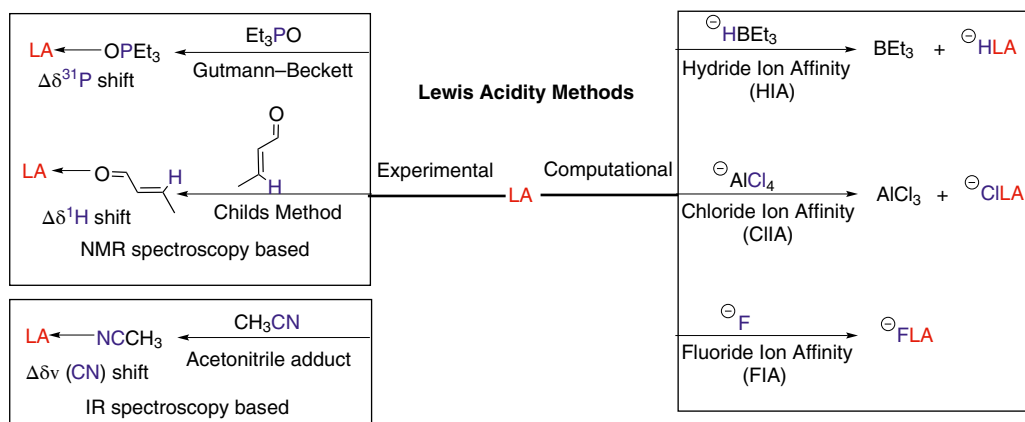 Lewis Acidity Methods
Et₃PO
LA OPEt₃
Gutmann–Beckett
Δδ³¹P shift
O
H
LA O H
Childs Method
Δδ¹H shift
NMR spectroscopy based
CH₃CN
LA NCCH₃
Acetonitrile adduct
Δδν (CN) shift
IR spectroscopy based
Experimental LA Computational
⊖HBEt₃
BEt₃ + ⊖HLA
Hydride Ion Affinity
(HIA)
⊖AlCl₄
AlCl₃ + ⊖ClLA
Chloride Ion Affinity
(ClIA)
⊖F
⊖FLA
Fluoride Ion Affinity
(FIA)